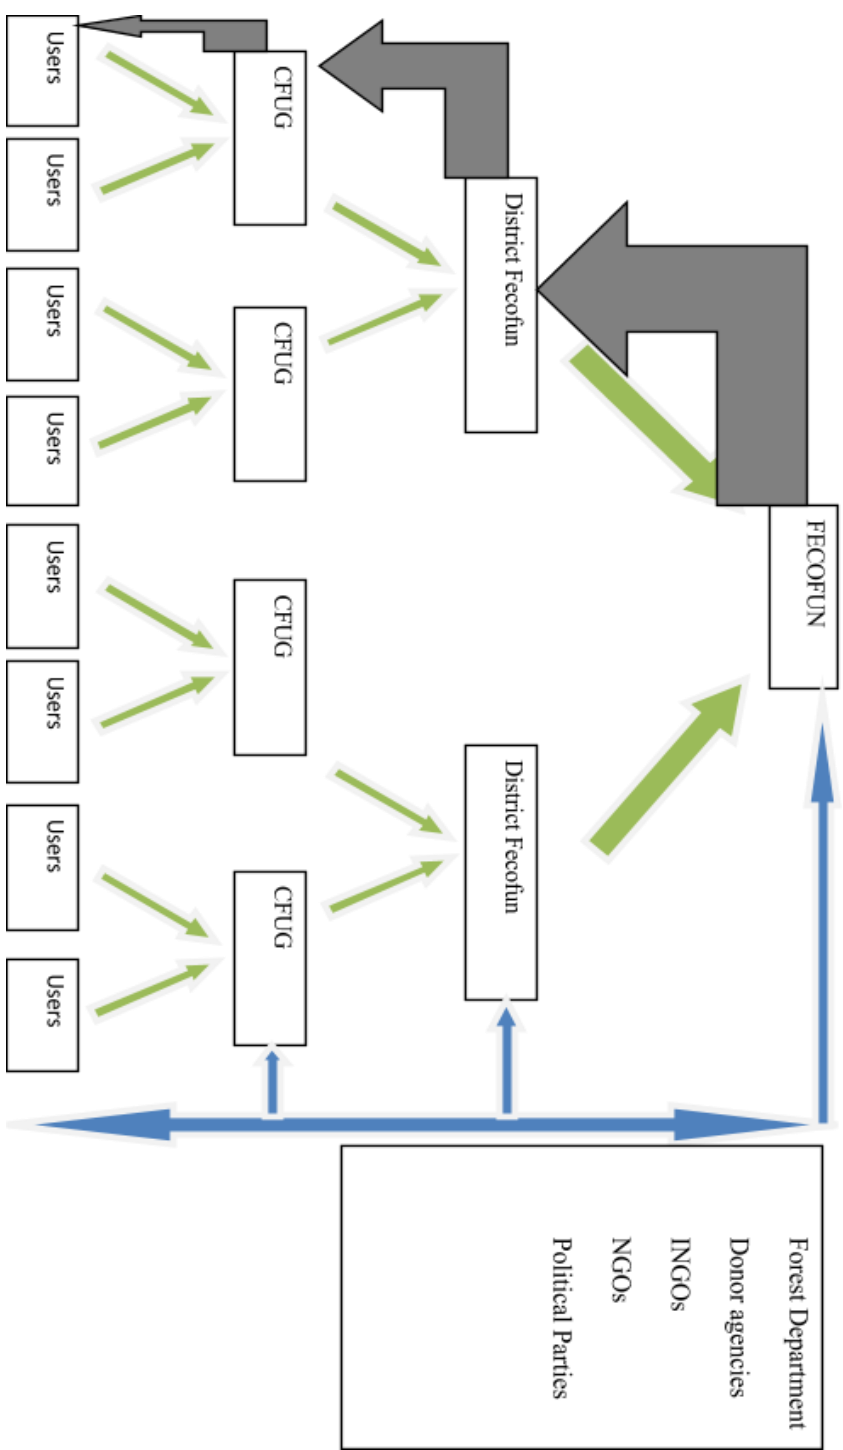 FECOFUN
District Fecofun
District Fecofun
CFUG
CFUG
CFUG
CFUG
Users
Users
Users
Users
Users
Users
Users
Users
Forest Department
Donor agencies
INGOs
NGOs
Political Parties